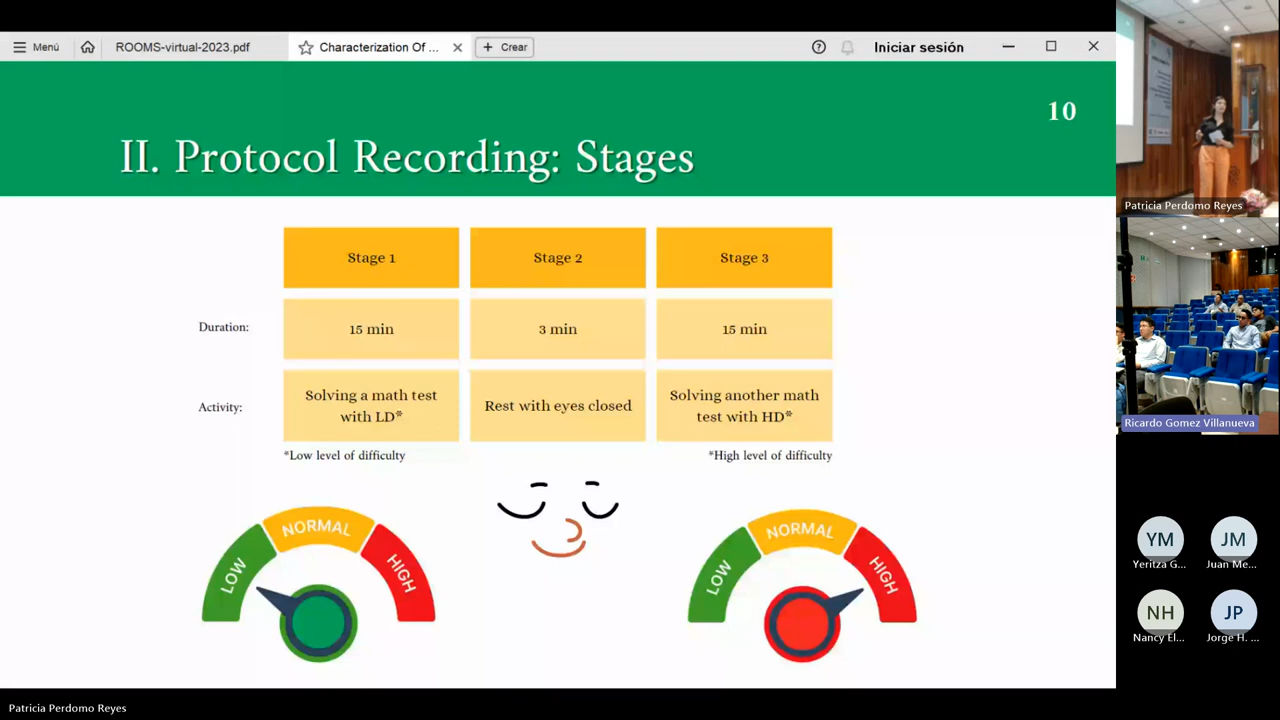 Menú
ROOMS-virtual-2023.pdf
Characterization Of ...
Crear
Iniciar sesión
10
II. Protocol Recording: Stages
Stage 1
Stage 2
Stage 3
Duration:
15 min
3 min
15 min
Activity:
Solving a math test
with LD*
Rest with eyes closed
Solving another math
test with HD*
*Low level of difficulty
*High level of difficulty
LOW
NORMAL
HIGH
LOW
NORMAL
HIGH
Patricia Perdomo Reyes
Ricardo Gomez Villanueva
YM
Yeritza G...
JM
Juan Me...
NH
Nancy El...
JP
Jorge H. ...
Patricia Perdomo Reyes